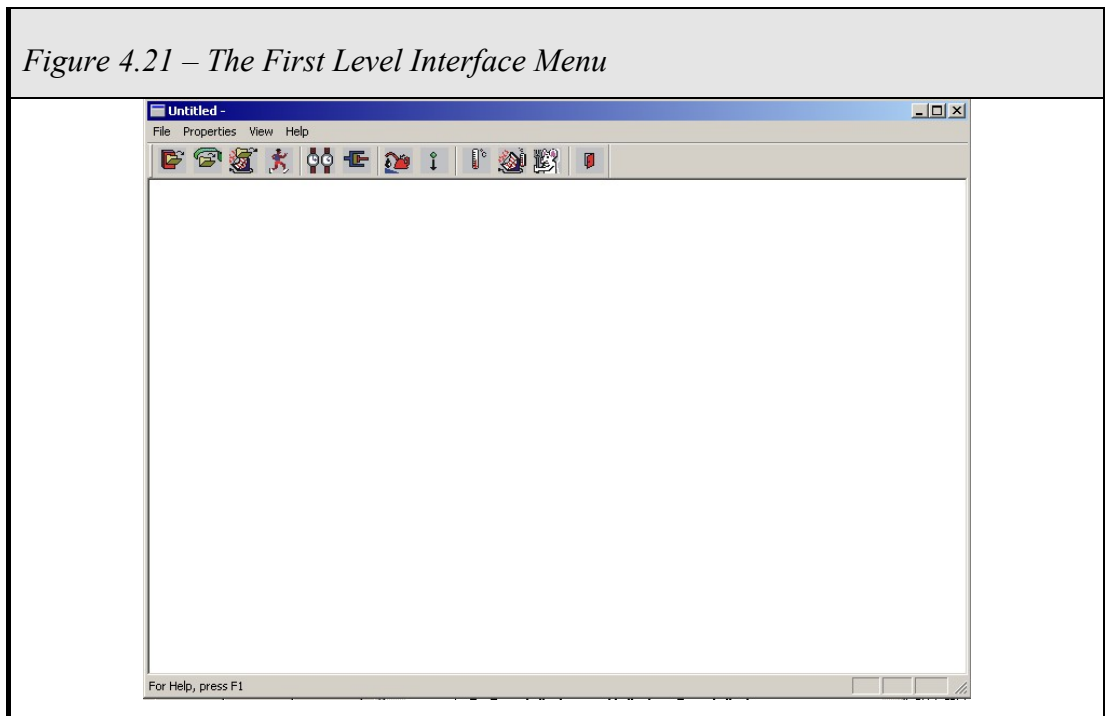 Figure 4.21 – The First Level Interface Menu
Untitled -
File Properties View Help
For Help, press F1